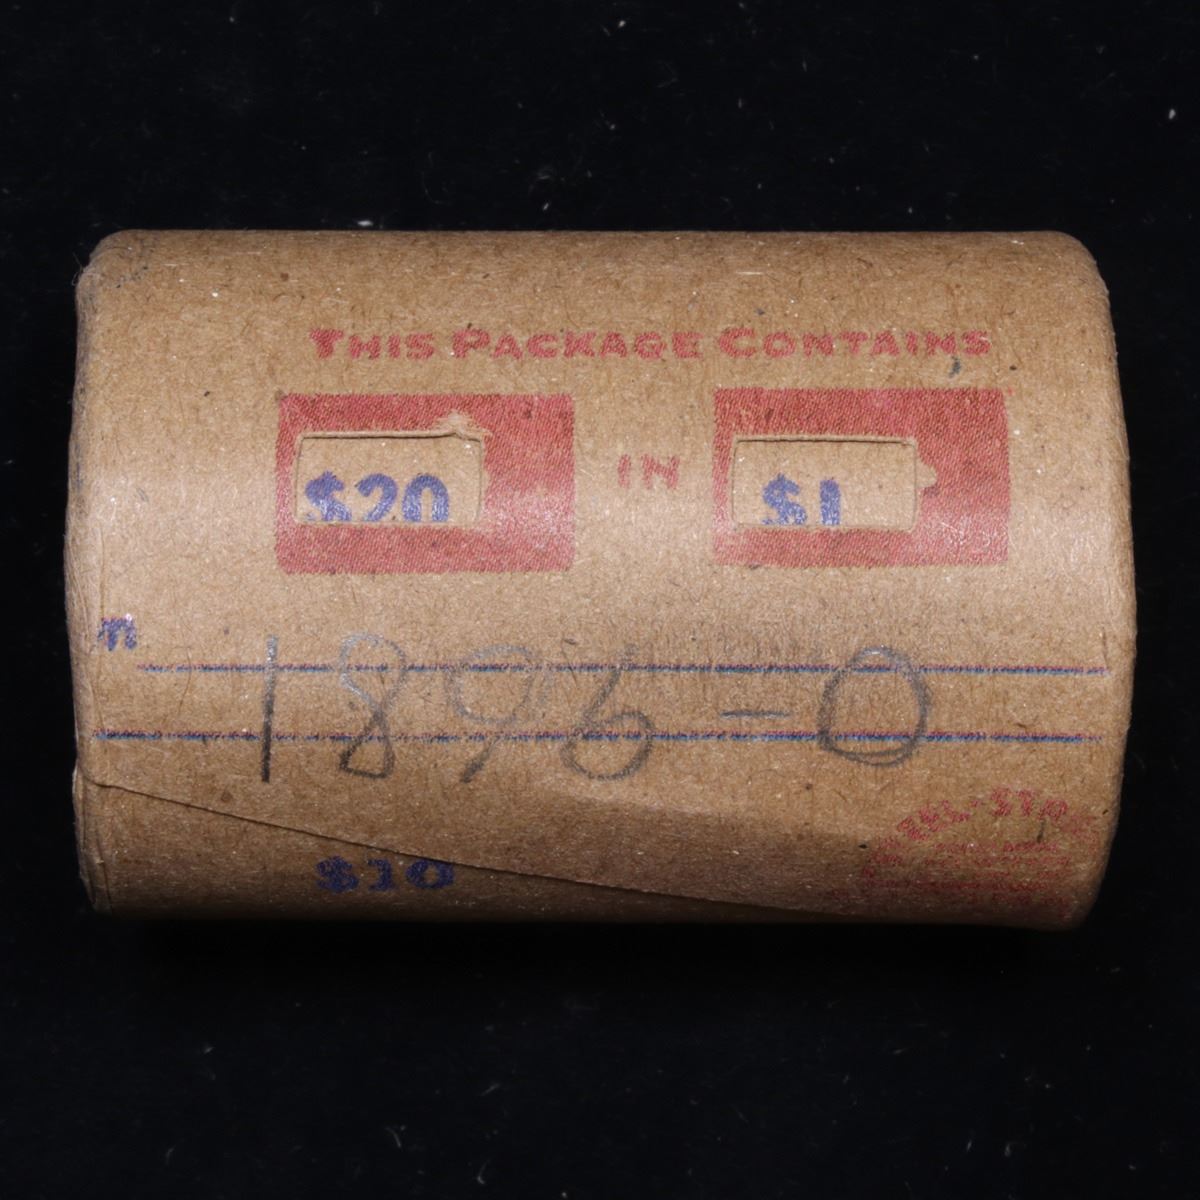 THIS PACKAGE CONTAINS
$20 IN $1
n
1896-O
$10